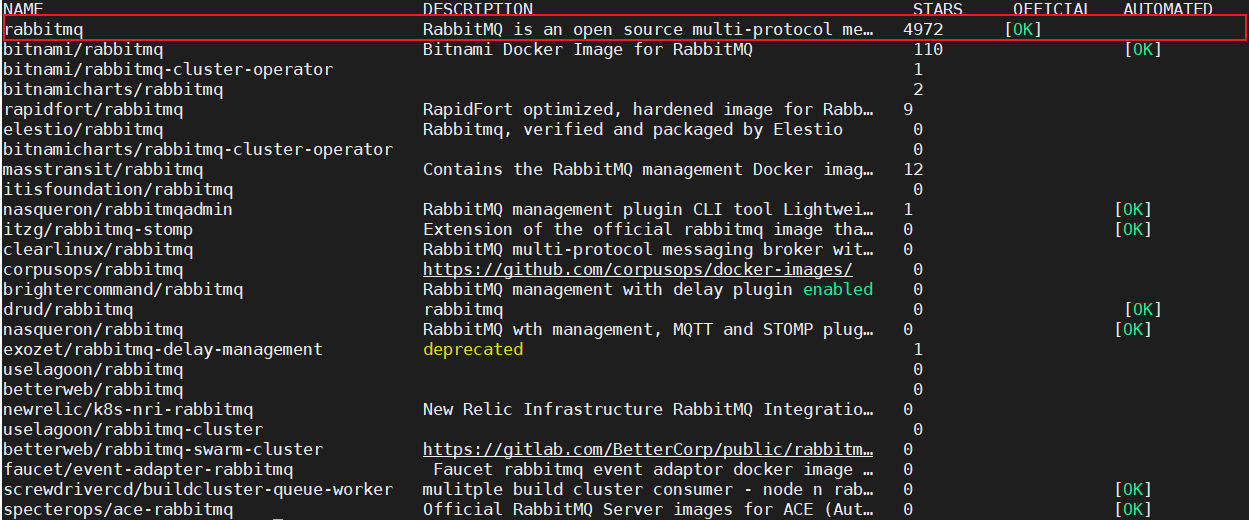 NAME DESCRIPTION STARS OFFICIAL AUTOMATED
rabbitmq RabbitMQ is an open source multi-protocol me… 4972 [OK]
bitnami/rabbitmq Bitnami Docker Image for RabbitMQ 110 [OK]
bitnami/rabbitmq-cluster-operator 1
bitnamicharts/rabbitmq 2
rapidfort/rabbitmq RapidFort optimized, hardened image for Rabb… 9
elestio/rabbitmq Rabbitmq, verified and packaged by Elestio 0
bitnamicharts/rabbitmq-cluster-operator 0
masstransit/rabbitmq Contains the RabbitMQ management Docker imag… 12
itisfoundation/rabbitmq 0
nasqueron/rabbitmqadmin RabbitMQ management plugin CLI tool Lightwei… 1 [OK]
itzg/rabbitmq-stomp Extension of the official rabbitmq image tha… 0 [OK]
clearlinux/rabbitmq RabbitMQ multi-protocol messaging broker wit… 0
corpusops/rabbitmq https://github.com/corpusops/docker-images/ 0
brightercommand/rabbitmq RabbitMQ management with delay plugin enabled 0
drud/rabbitmq rabbitmq 0 [OK]
nasqueron/rabbitmq RabbitMQ wth management, MQTT and STOMP plug… 0 [OK]
exozet/rabbitmq-delay-management deprecated 1
uselagoon/rabbitmq 0
betterweb/rabbitmq 0
newrelic/k8s-nri-rabbitmq New Relic Infrastructure RabbitMQ Integratio… 0
uselagoon/rabbitmq-cluster 0
betterweb/rabbitmq-swarm-cluster https://gitlab.com/BetterCorp/public/rabbitm… 0
faucet/event-adapter-rabbitmq Faucet rabbitmq event adaptor docker image … 0
screwdrivercd/buildcluster-queue-worker mulitple build cluster consumer - node n rab… 0 [OK]
specterops/ace-rabbitmq Official RabbitMQ Server images for ACE (Aut… 0 [OK]